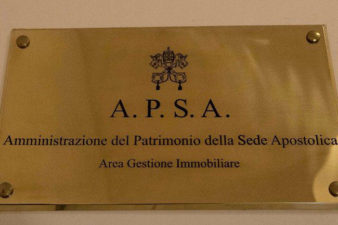 A. P. S. A.
Amministrazione del Patrimonio della Sede Apostolica
Area Gestione Immobiliare